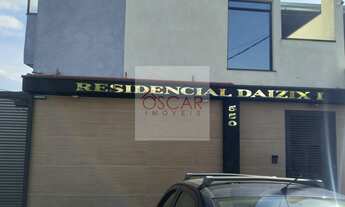 RESIDENCIAL DAIZIX I
OSCAR
IMÓVEIS